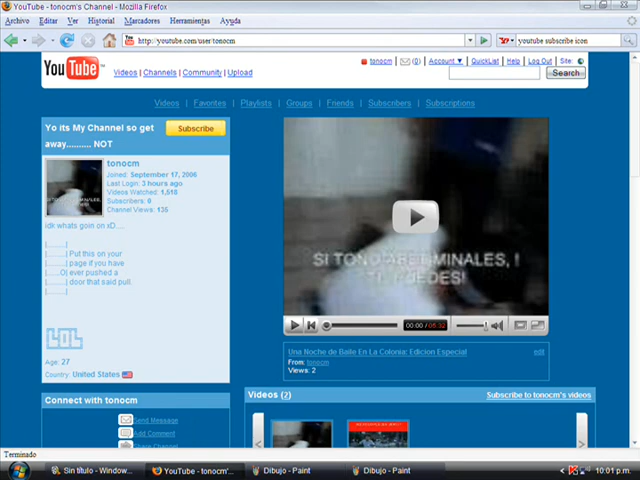 YouTube - tonocm's Channel - Mozilla Firefox
Archivo Editar Ver Historial Marcadores Herramientas Ayuda
http://youtube.com/user/tonocm
youtube subscribe icon
YouTube
tonocm (0) Account QuickList Help Log Out Site:
Videos Channels Community Upload
Search
Videos | Favorites | Playlists | Groups | Friends | Subscribers | Subscriptions
Yo its My Channel so get
away.......... NOT
Subscribe
tonocm
Joined: September 17, 2006
Last Login: 3 hours ago
Videos Watched: 1,518
Subscribers: 0
Channel Views: 135
idk whats goin on xD....
[..........]
[..........] Put this on your
[..........] page if you have
[........O] ever pushed a
[..........] door that said pull.
[..........]
LOL
Age: 27
Country: United States
Connect with tonocm
Send Message
Add Comment
Share Channel
00:00 / 05:32
Una Noche de Baile En La Colonia: Edicion Especial
edit
From: tonocm
Views: 2
Videos (2)
Subscribe to tonocm's videos
Terminado
Sin título - Window...
YouTube - tonocm'...
Dibujo - Paint
Dibujo - Paint
10:01 p.m.